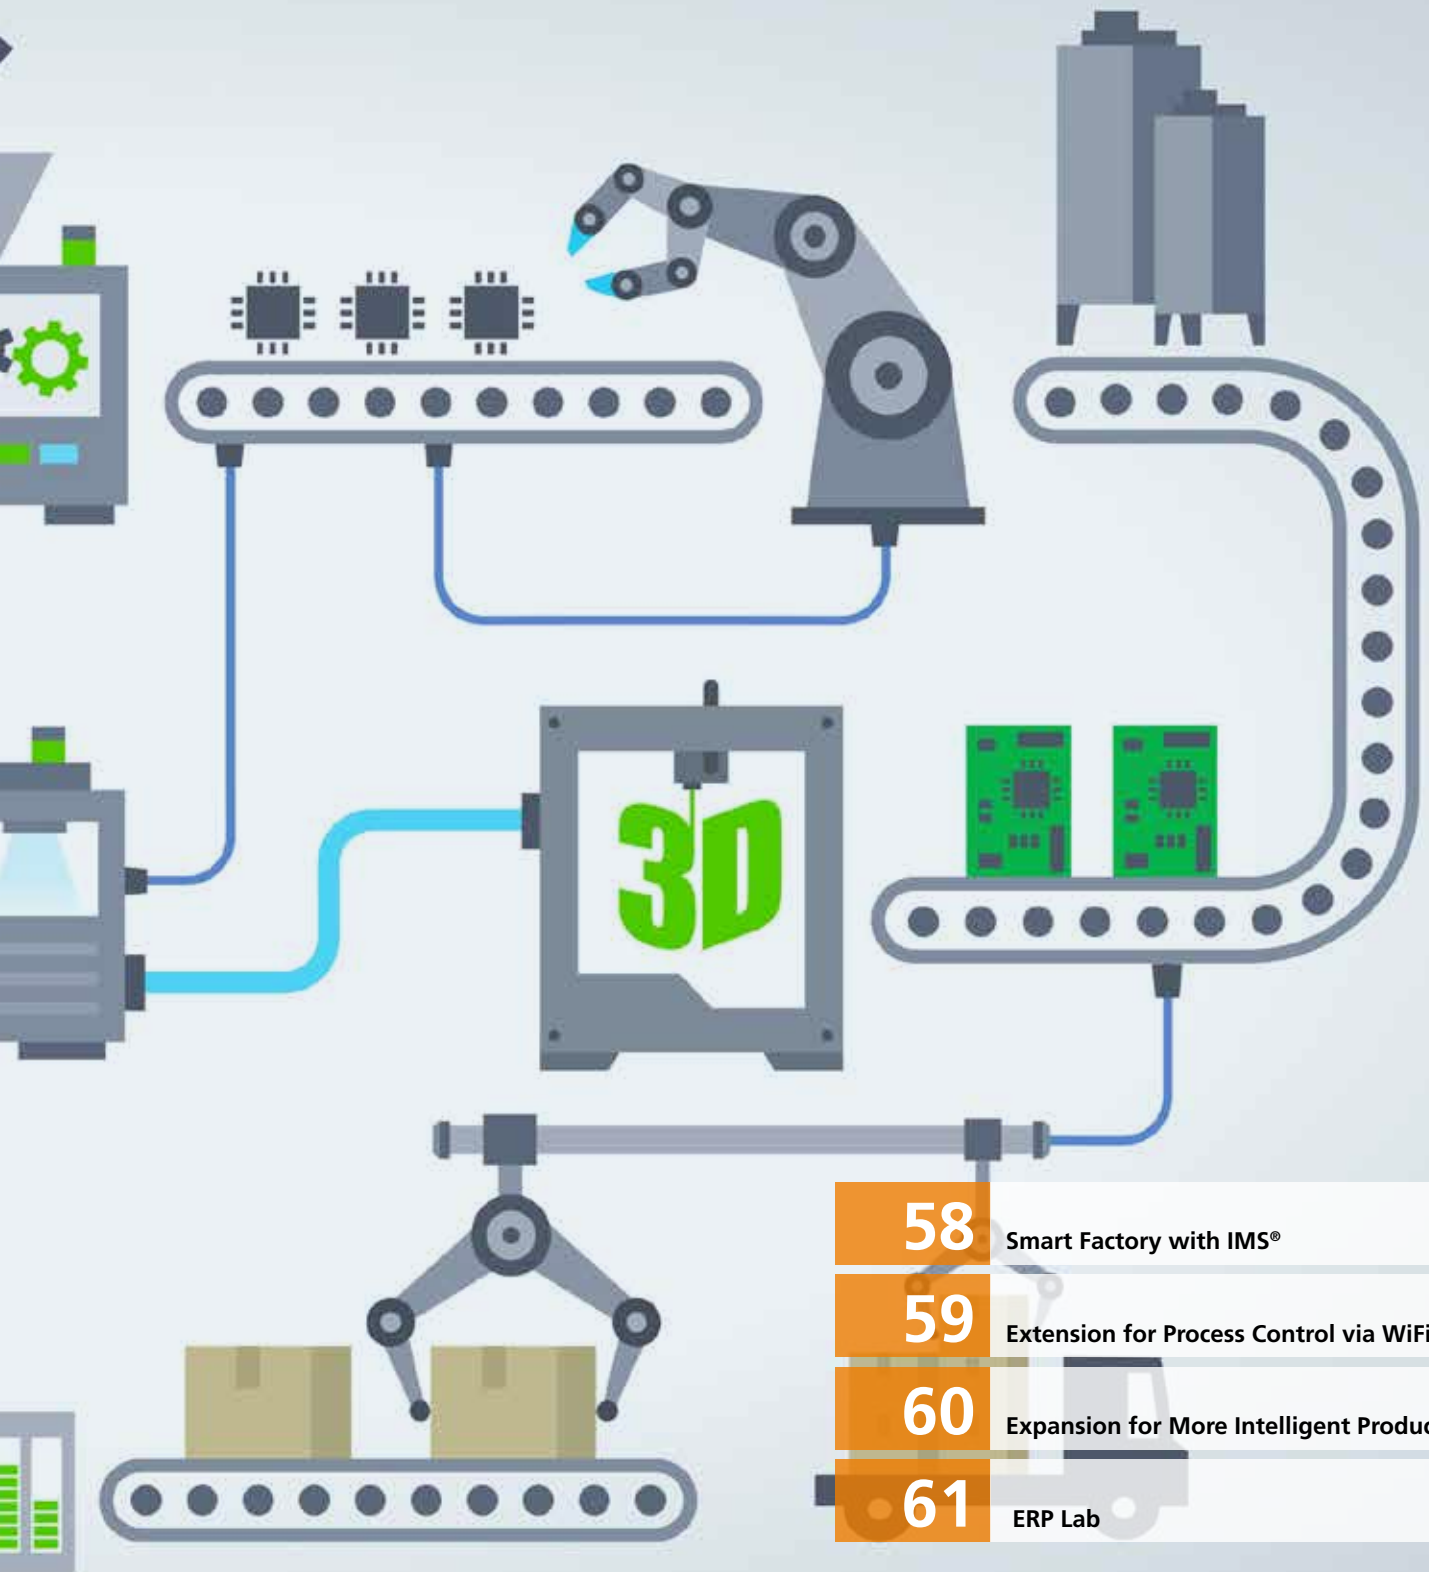 3D
58 Smart Factory with IMS®
59 Extension for Process Control via WiFi
60 Expansion for More Intelligent
61 ERP Lab